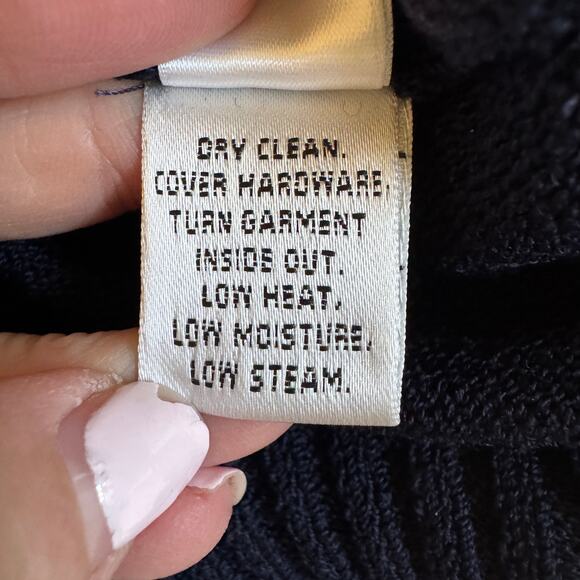 DRY CLEAN.
COVER HARDWARE.
TURN GARMENT
INSIDE OUT.
LOW HEAT,
LOW MOISTURE,
LOW STEAM.